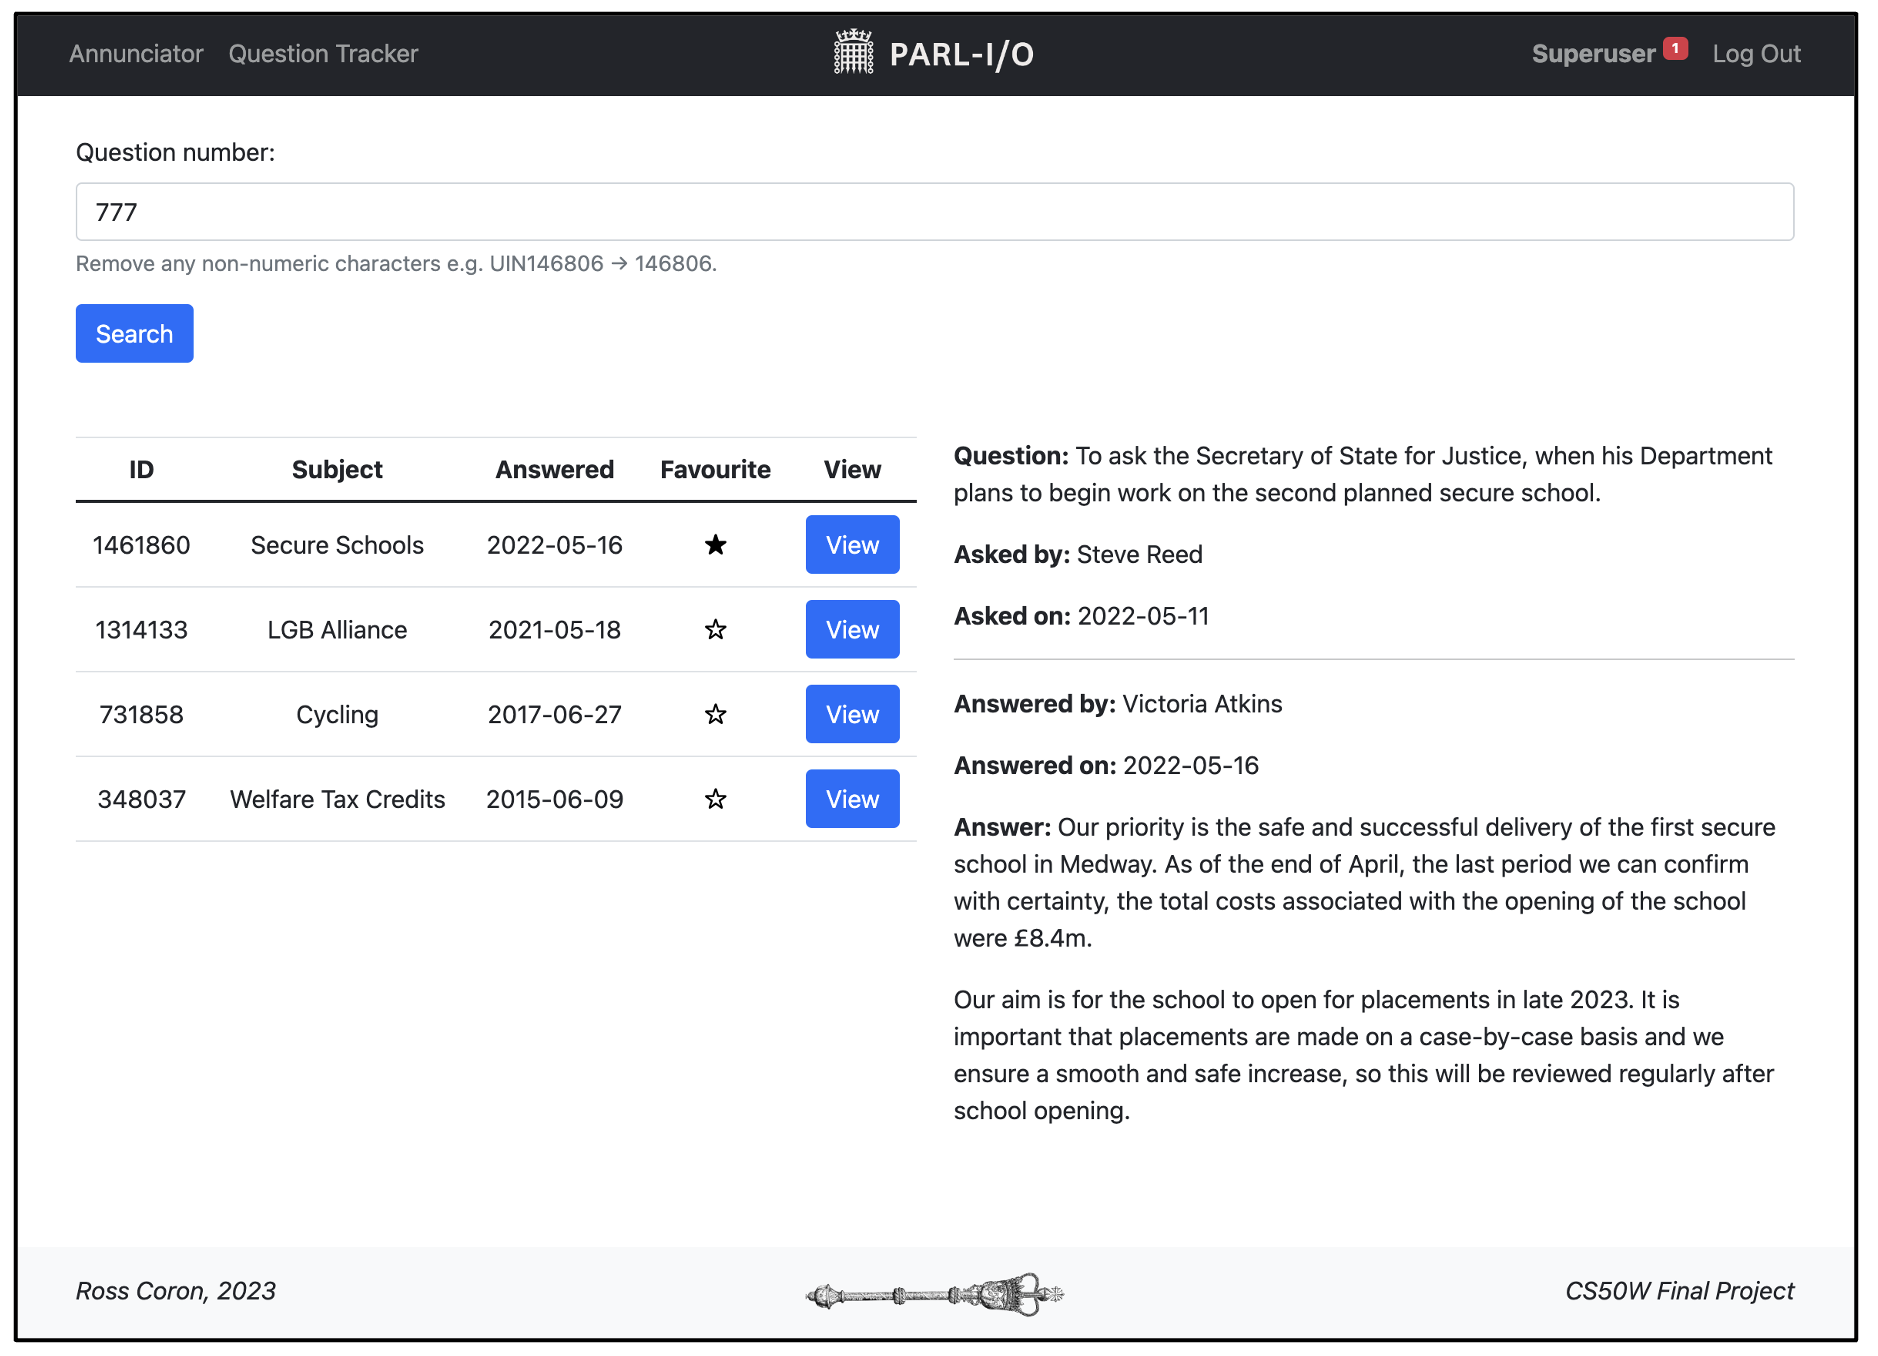 Annunciator Question Tracker PARL-I/O Superuser 1 Log Out
Question number:
777
Remove any non-numeric characters e.g. UIN146806 → 146806.
Search
ID Subject Answered Favourite View
1461860 Secure Schools 2022-05-16 ★ View
1314133 LGB Alliance 2021-05-18 ☆ View
731858 Cycling 2017-06-27 ☆ View
348037 Welfare Tax Credits 2015-06-09 ☆ View
Question: To ask the Secretary of State for Justice, when his Department
plans to begin work on the second planned secure school.
Asked by: Steve Reed
Asked on: 2022-05-11
Answered by: Victoria Atkins
Answered on: 2022-05-16
Answer: Our priority is the safe and successful delivery of the first secure
school in Medway. As of the end of April, the last period we can confirm
with certainty, the total costs associated with the opening of the school
were £8.4m.
Our aim is for the school to open for placements in late 2023. It is
important that placements are made on a case-by-case basis and we
ensure a smooth and safe increase, so this will be reviewed regularly after
school opening.
Ross Coron, 2023 CS50W Final Project